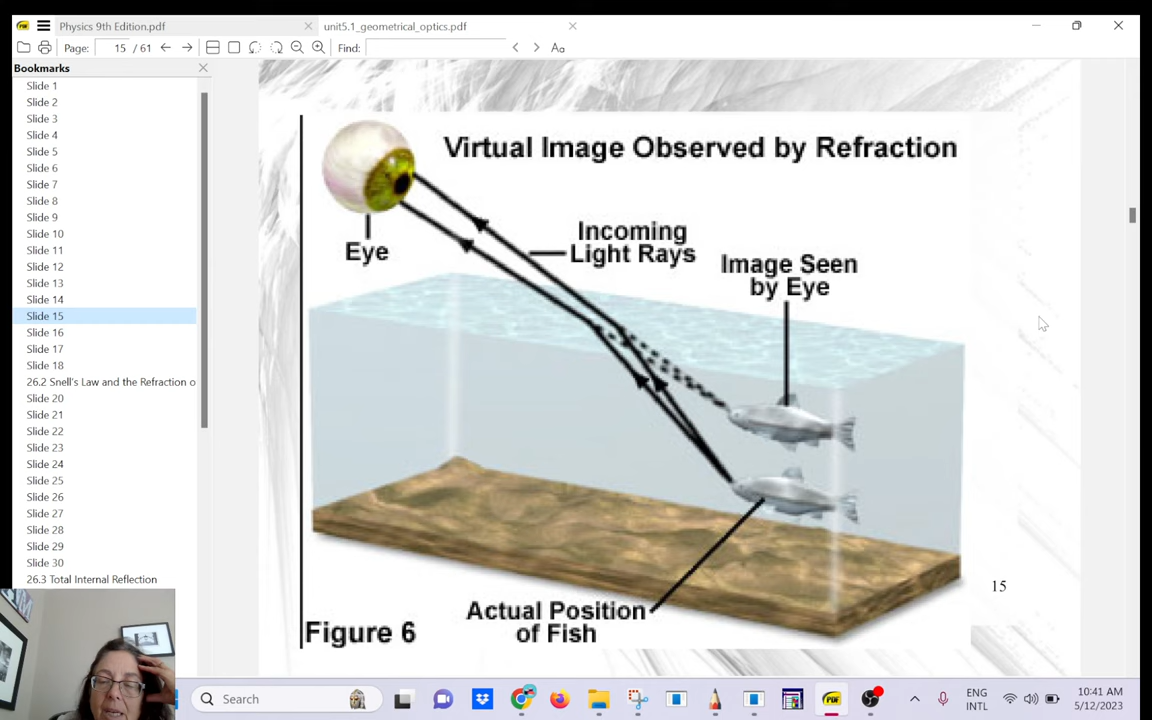 Physics 9th Edition.pdf
unit5.1_geometrical_optics.pdf
Page: 15 / 61
Find:
Aa
Bookmarks
Slide 1
Slide 2
Slide 3
Slide 4
Slide 5
Slide 6
Slide 7
Slide 8
Slide 9
Slide 10
Slide 11
Slide 12
Slide 13
Slide 14
Slide 15
Slide 16
Slide 17
Slide 18
26.2 Snell's Law and the Refraction o
Slide 20
Slide 21
Slide 22
Slide 23
Slide 24
Slide 25
Slide 26
Slide 27
Slide 28
Slide 29
Slide 30
26.3 Total Internal Reflection
Virtual Image Observed by Refraction
Eye
Incoming
Light Rays
Image Seen
by Eye
Actual Position
of Fish
Figure 6
15
Search
PDF
ENG
INTL
10:41 AM
5/12/2023